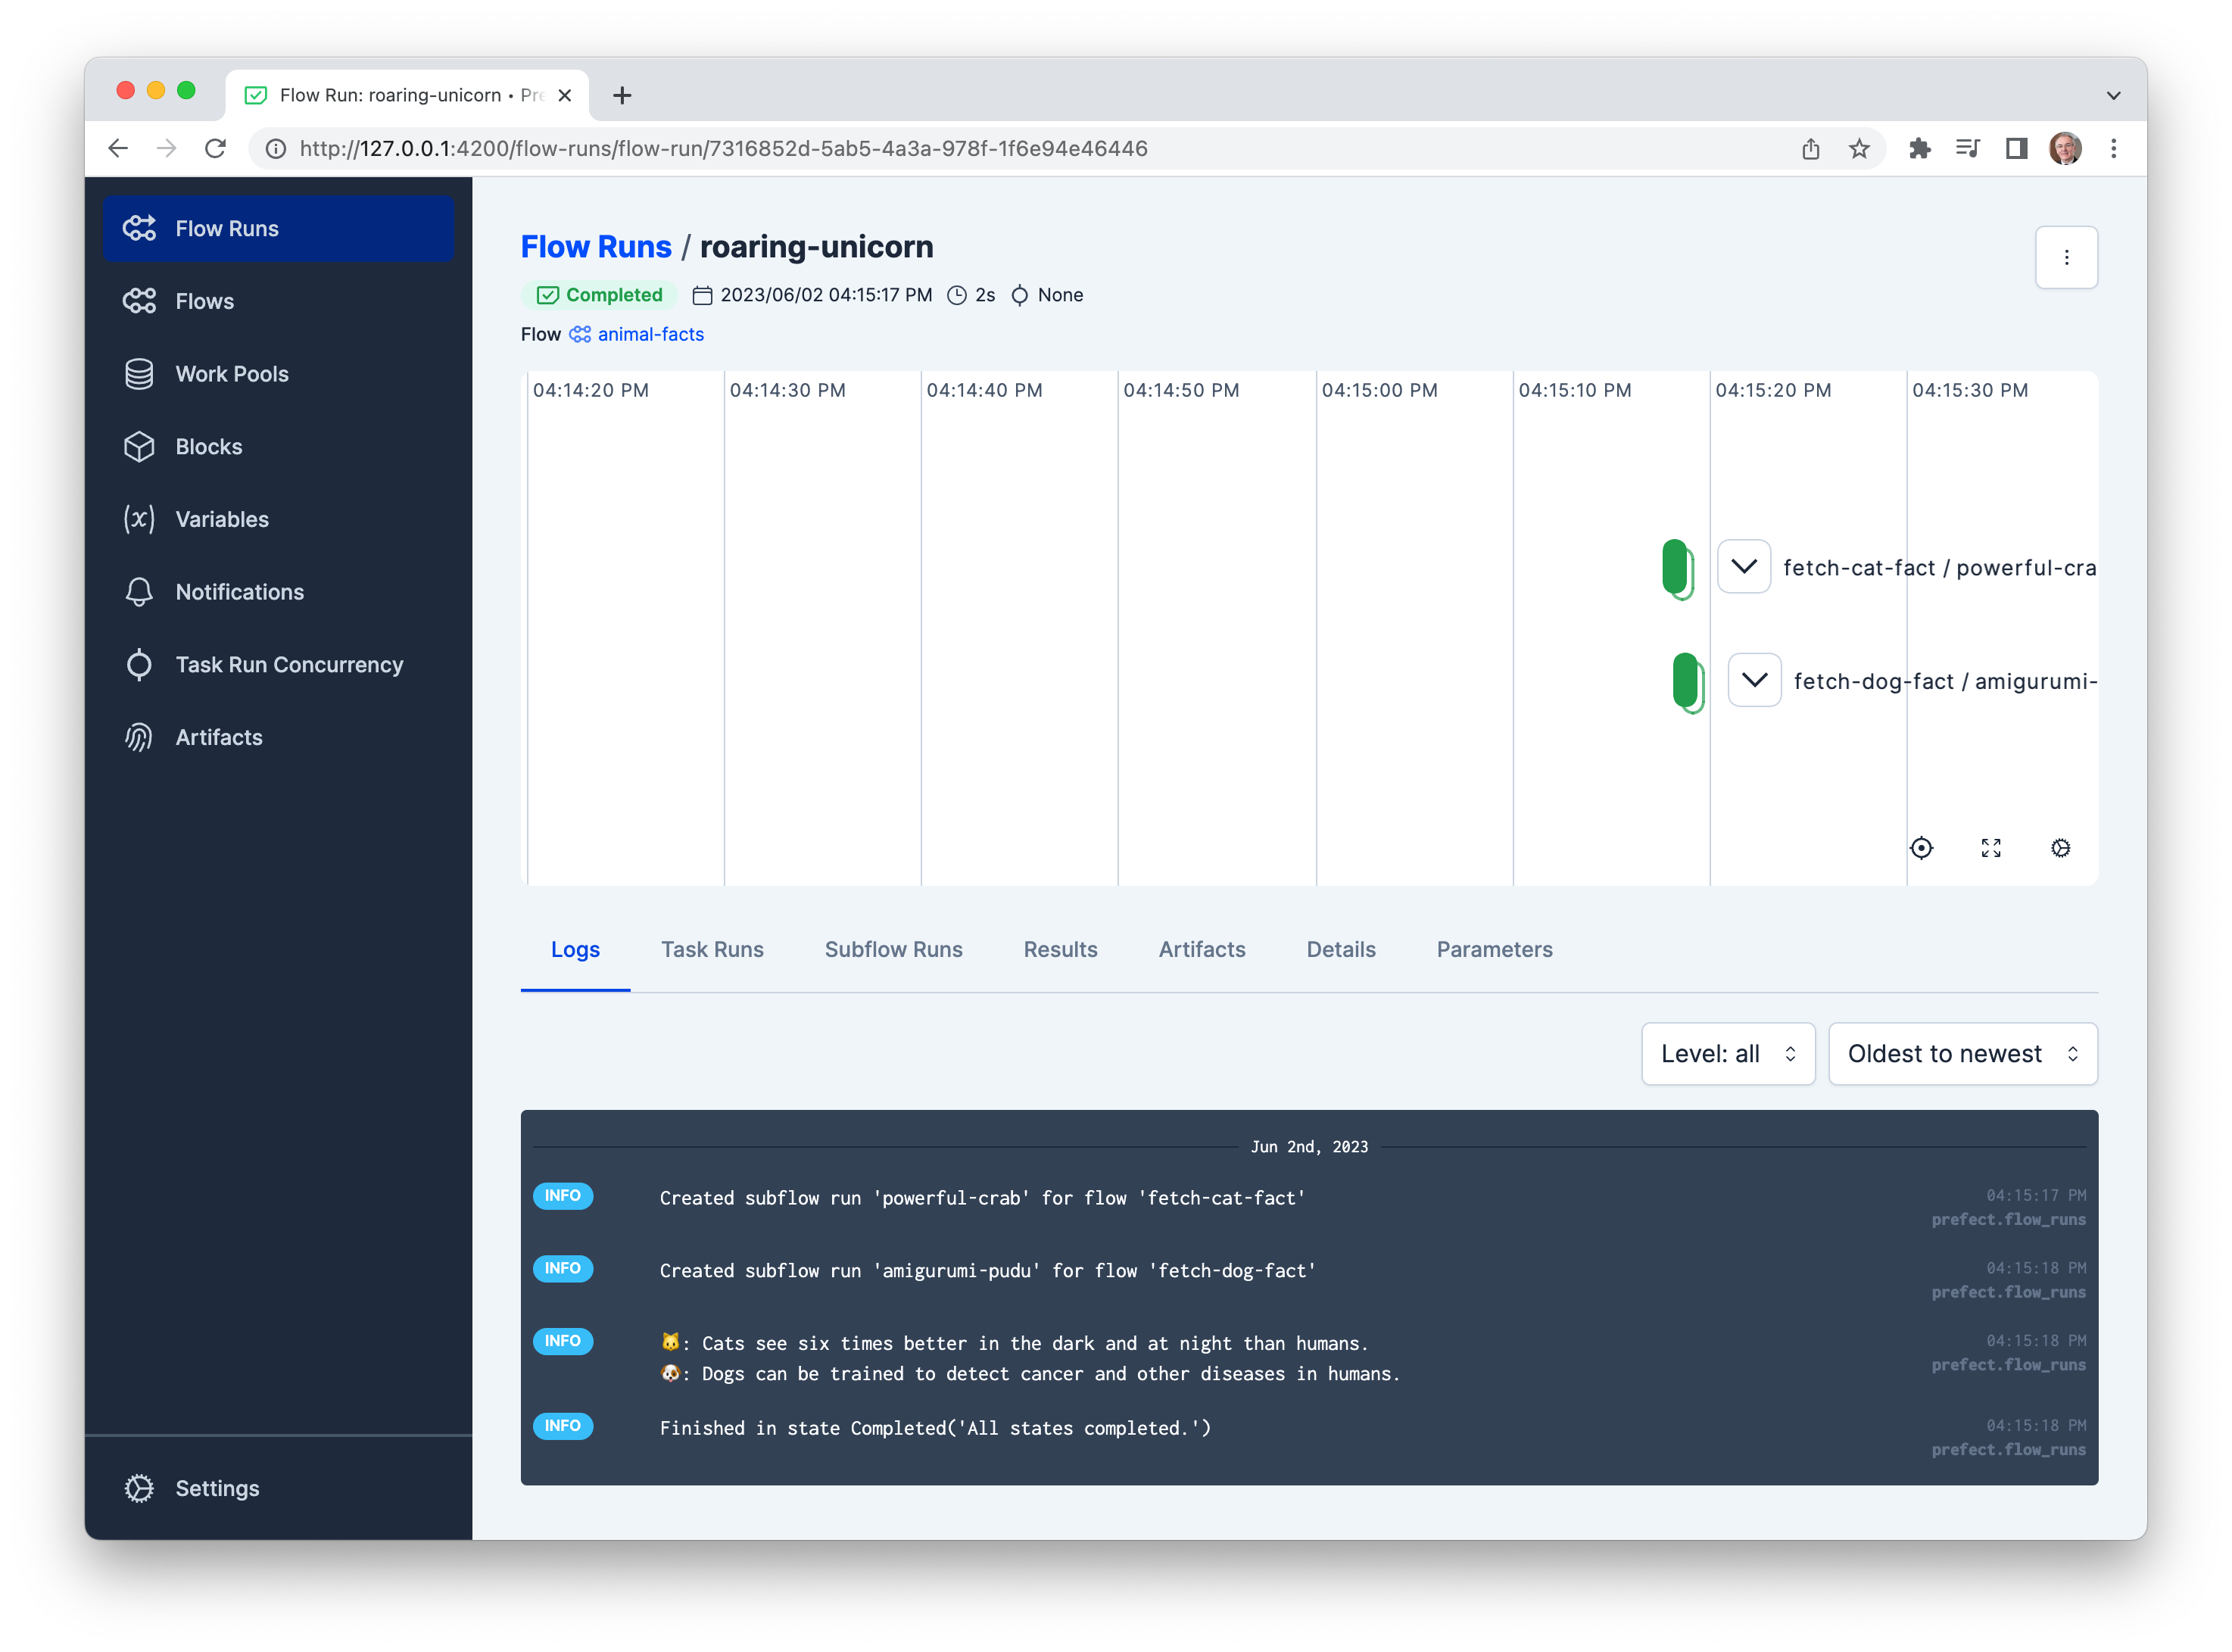 Flow Run: roaring-unicorn • Pre
http://127.0.0.1:4200/flow-runs/flow-run/7316852d-5ab5-4a3a-978f-1f6e94e46446
Flow Runs
Flows
Work Pools
Blocks
Variables
Notifications
Task Run Concurrency
Artifacts
Settings
Flow Runs / roaring-unicorn
Completed 2023/06/02 04:15:17 PM 2s None
Flow animal-facts
04:14:20 PM 04:14:30 PM 04:14:40 PM 04:14:50 PM 04:15:00 PM 04:15:10 PM 04:15:20 PM 04:15:30 PM
fetch-cat-fact / powerful-cra
fetch-dog-fact / amigurumi-
Logs Task Runs Subflow Runs Results Artifacts Details Parameters
Level: all Oldest to newest
Jun 2nd, 2023
INFO Created subflow run 'powerful-crab' for flow 'fetch-cat-fact' 04:15:17 PM
prefect.flow_runs
INFO Created subflow run 'amigurumi-pudu' for flow 'fetch-dog-fact' 04:15:18 PM
prefect.flow_runs
INFO 🐱: Cats see six times better in the dark and at night than humans. 04:15:18 PM
🐶: Dogs can be trained to detect cancer and other diseases in humans. prefect.flow_runs
INFO Finished in state Completed('All states completed.') 04:15:18 PM
prefect.flow_runs